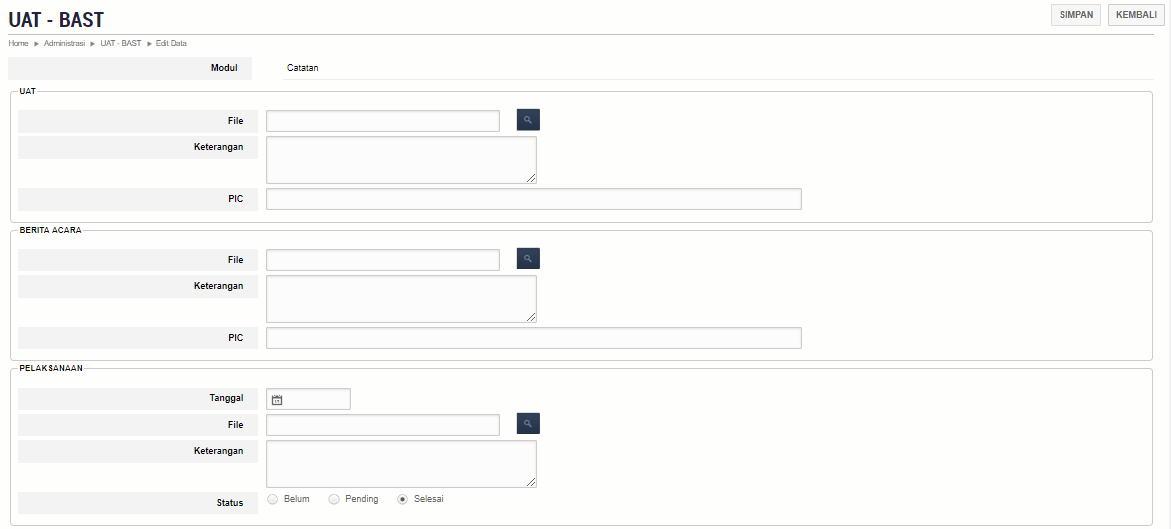 UAT - BAST
SIMPAN KEMBALI
Home ► Administrasi ► UAT - BAST ► Edit Data
Modul Catatan
UAT
File
Keterangan
PIC
BERITA ACARA
File
Keterangan
PIC
PELAKSANAAN
Tanggal
File
Keterangan
Status Belum Pending Selesai